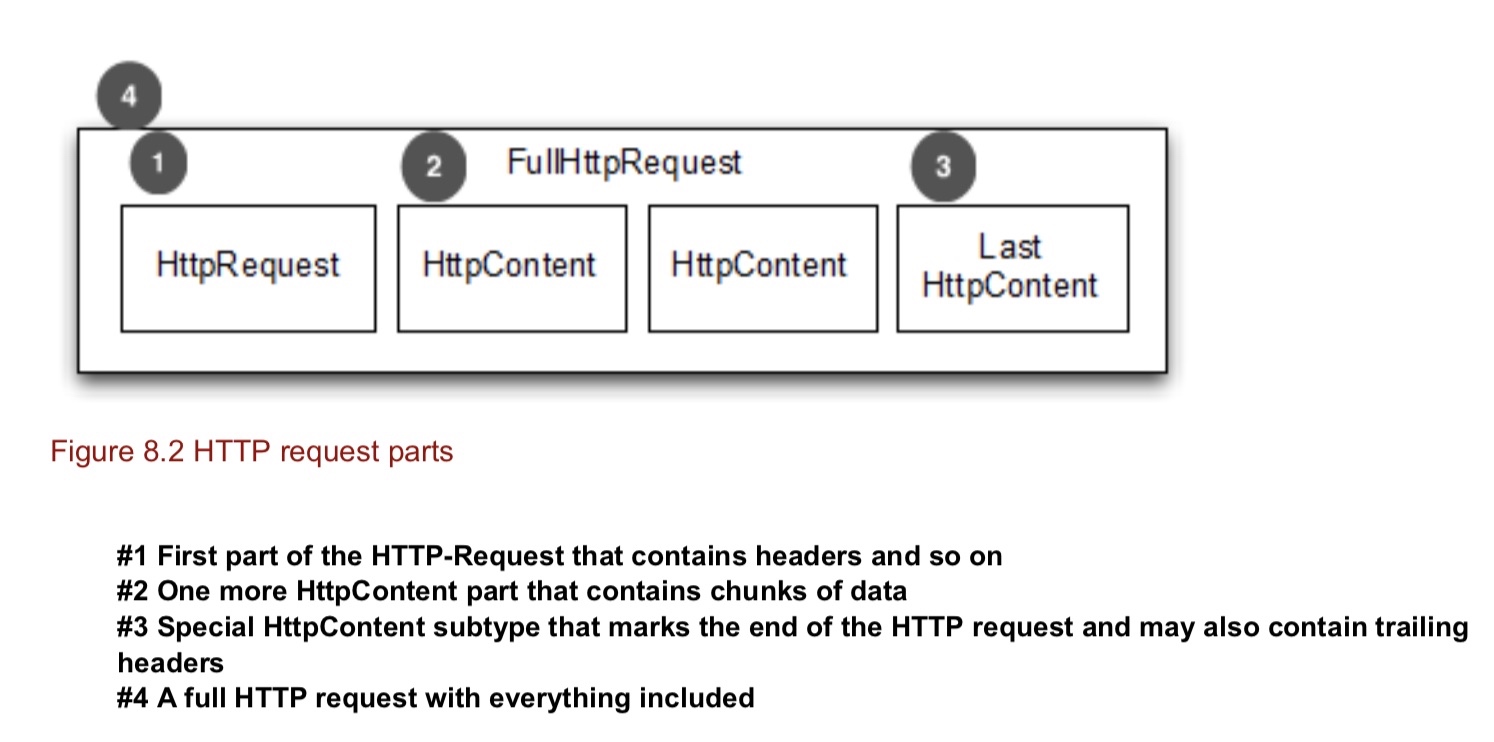 4
1
2
FullHttpRequest
3
HttpRequest
HttpContent
HttpContent
Last
HttpContent
Figure 8.2 HTTP request parts
#1 First part of the HTTP-Request that contains headers and so on
#2 One more HttpContent part that contains chunks of data
#3 Special HttpContent subtype that marks the end of the HTTP request and may also contain trailing
headers
#4 A full HTTP request with everything included